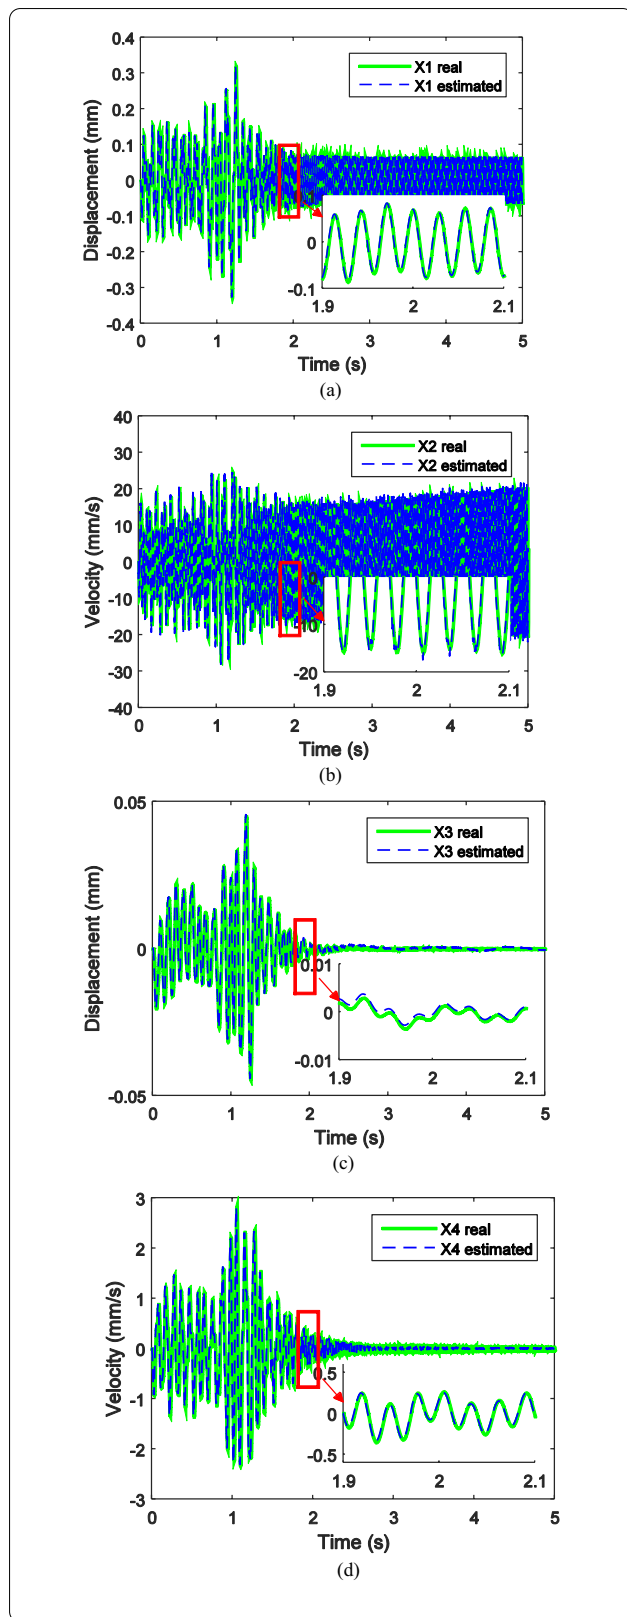 0.4
0.3
0.2
0.1
0
-0.1
-0.2
-0.3
-0.4
Displacement (mm)
X1 real
X1 estimated
0
-0.1
1.9 2 2.1
0 1 2 3 4 5
Time (s)
(a)
40
30
20
10
0
-10
-20
-30
-40
Velocity (mm/s)
X2 real
X2 estimated
0
-10
-20
1.9 2 2.1
0 1 2 3 4 5
Time (s)
(b)
0.05
0
-0.05
Displacement (mm)
X3 real
X3 estimated
0.01
0
-0.01
1.9 2 2.1
0 1 2 3 4 5
Time (s)
(c)
3
2
1
0
-1
-2
-3
Velocity (mm/s)
X4 real
X4 estimated
0.5
0
-0.5
1.9 2 2.1
0 1 2 3 4 5
Time (s)
(d)